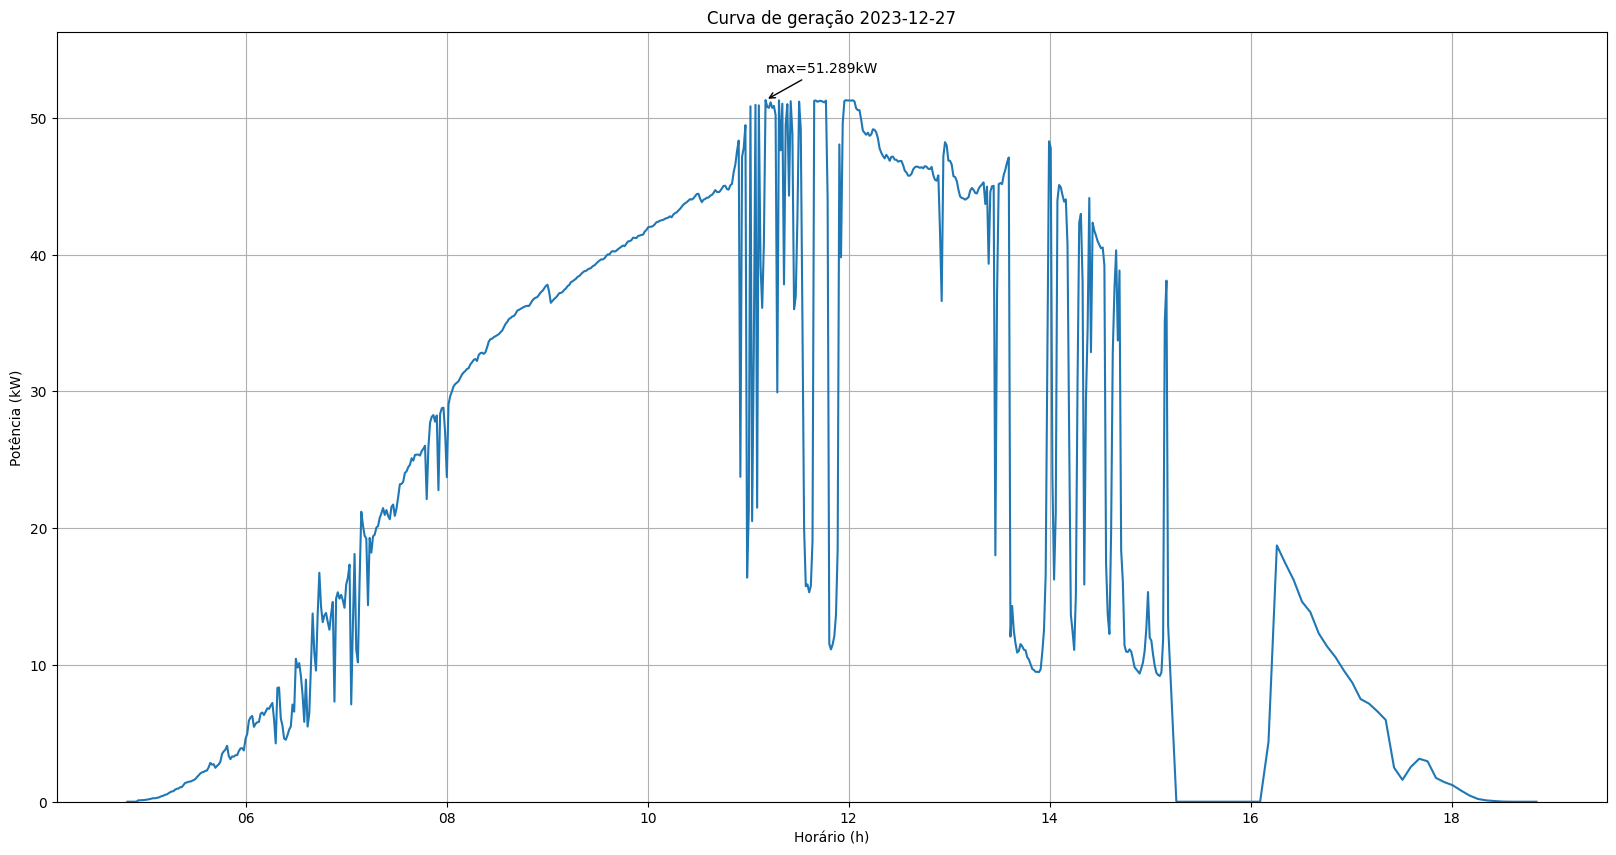 Curva de geração 2023-12-27
max=51.289kW
Potência (kW)
50
40
30
20
10
0
06 08 10 12 14 16 18
Horário (h)